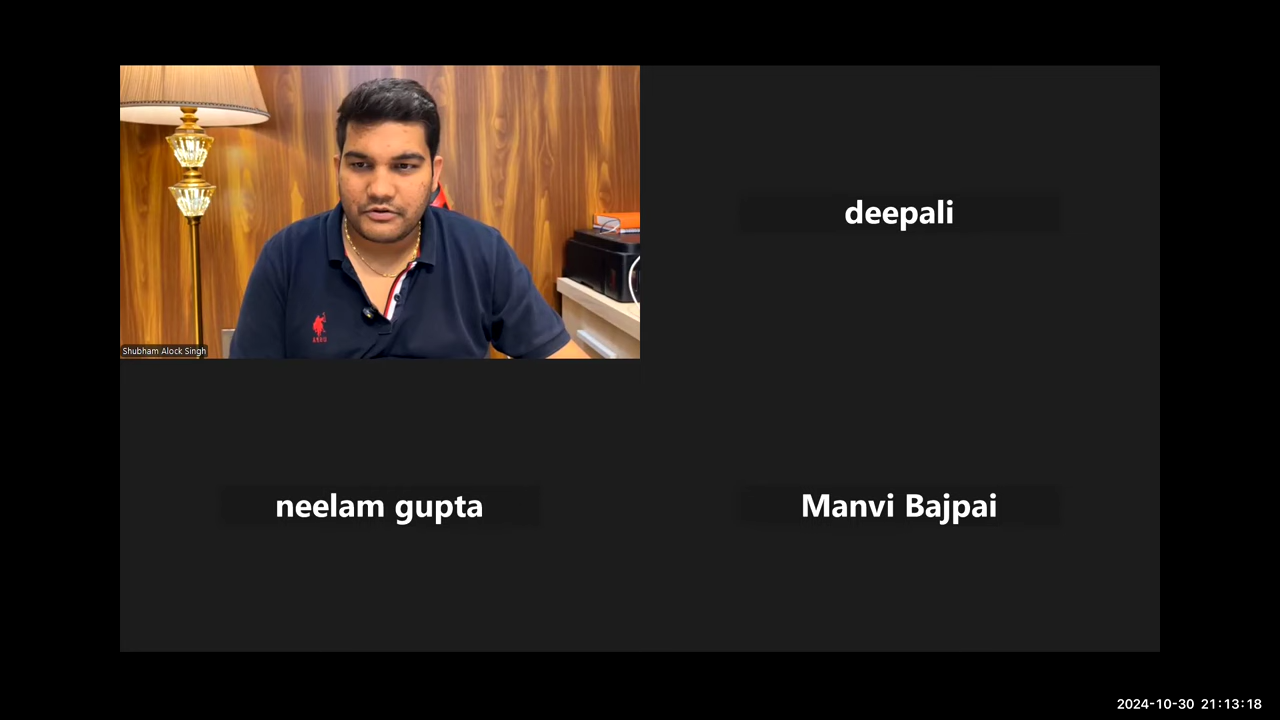 deepali
Shubham Alock Singh
neelam gupta
Manvi Bajpai
2024-10-30 21:13:18